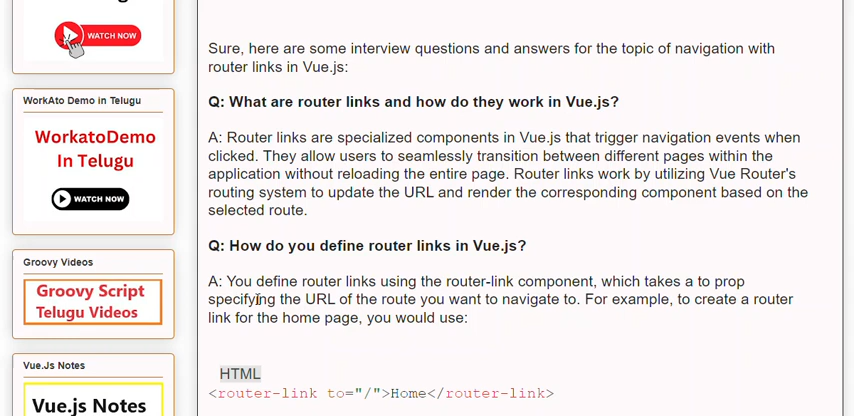 WATCH NOW
WorkAto Demo in Telugu
WorkatoDemo
In Telugu
WATCH NOW
Groovy Videos
Groovy Script
Telugu Videos
Vue.Js Notes
Vue.js Notes
Sure, here are some interview questions and answers for the topic of navigation with
router links in Vue.js:
Q: What are router links and how do they work in Vue.js?
A: Router links are specialized components in Vue.js that trigger navigation events when
clicked. They allow users to seamlessly transition between different pages within the
application without reloading the entire page. Router links work by utilizing Vue Router's
routing system to update the URL and render the corresponding component based on the
selected route.
Q: How do you define router links in Vue.js?
A: You define router links using the router-link component, which takes a to prop
specifying the URL of the route you want to navigate to. For example, to create a router
link for the home page, you would use:
HTML
<router-link to="/">Home</router-link>